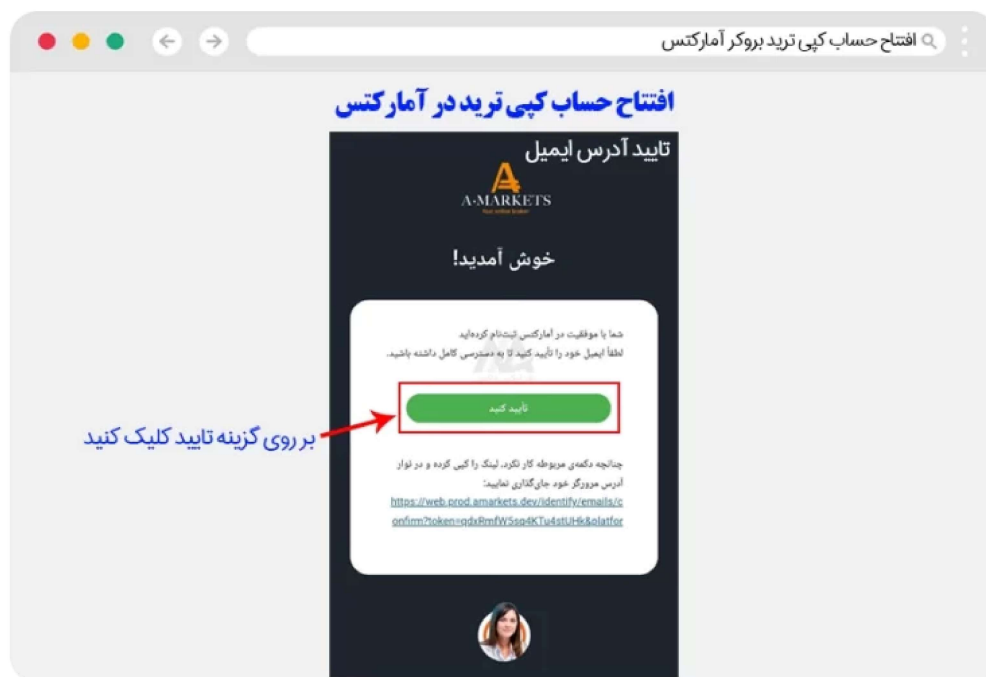 افتتاح حساب کپی ترید بروکر آمارکتس
افتتاح حساب کپی ترید در آمارکتس
تایید آدرس ایمیل
A-MARKETS
خوش آمدید!
شما با موفقیت در آمارکتس ثبت‌نام کرده‌اید
لطفاً ایمیل خود را تأیید کنید تا به دسترسی کامل داشته باشید.
تأیید کنید
بر روی گزینه تایید کلیک کنید
چنانچه دکمه‌ی مربوطه کار نکرد، لینک را کپی کرده و در نوار
آدرس مرورگر خود جای‌گذاری نمایید:
https://web.prod.amarkets.dev/identify/emails/c
onfirm?token=qdxRmfW5sq4KTu4stUHk&platfor